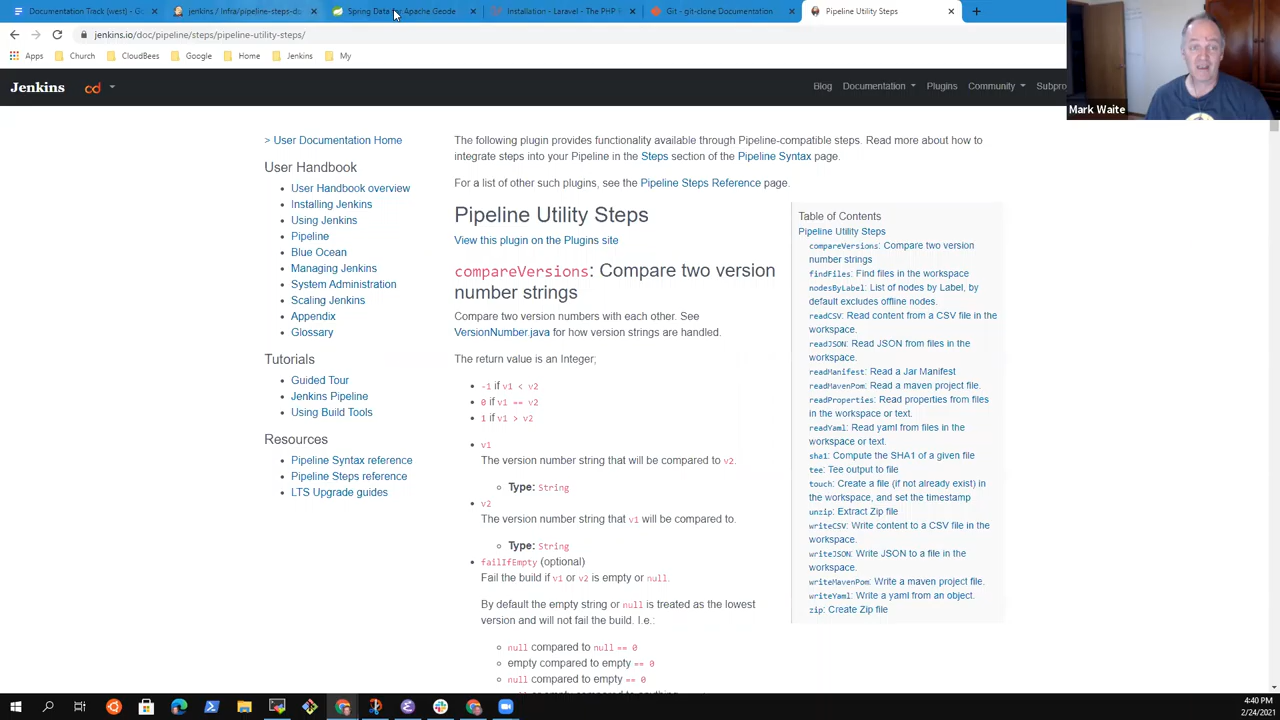 Documentation Track (west) - Go
jenkins / Infra/pipeline-steps-do
Spring Data for Apache Geode
Installation - Laravel - The PHP F
Git - git-clone Documentation
Pipeline Utility Steps
jenkins.io/doc/pipeline/steps/pipeline-utility-steps/
Apps
Church
CloudBees
Google
Home
Jenkins
My
Mark Waite
Jenkins
cd
Blog
Documentation
Plugins
Community
Subpro
> User Documentation Home
User Handbook
User Handbook overview
Installing Jenkins
Using Jenkins
Pipeline
Blue Ocean
Managing Jenkins
System Administration
Scaling Jenkins
Appendix
Glossary
Tutorials
Guided Tour
Jenkins Pipeline
Using Build Tools
Resources
Pipeline Syntax reference
Pipeline Steps reference
LTS Upgrade guides
The following plugin provides functionality available through Pipeline-compatible steps. Read more about how to
integrate steps into your Pipeline in the Steps section of the Pipeline Syntax page.
For a list of other such plugins, see the Pipeline Steps Reference page.
Pipeline Utility Steps
View this plugin on the Plugins site
compareVersions: Compare two version
number strings
Compare two version numbers with each other. See
VersionNumber.java for how version strings are handled.
The return value is an Integer;
-1 if v1 < v2
0 if v1 == v2
1 if v1 > v2
v1
The version number string that will be compared to v2.
Type: String
v2
The version number string that v1 will be compared to.
Type: String
failIfEmpty (optional)
Fail the build if v1 or v2 is empty or null.
By default the empty string or null is treated as the lowest
version and will not fail the build. I.e.:
null compared to null == 0
empty compared to empty == 0
null compared to empty == 0
null or empty compared to anything
Table of Contents
Pipeline Utility Steps
compareVersions: Compare two version
number strings
findFiles: Find files in the workspace
nodesByLabel: List of nodes by Label, by
default excludes offline nodes.
readCSV: Read content from a CSV file in the
workspace.
readJSON: Read JSON from files in the
workspace.
readManifest: Read a Jar Manifest
readMavenPom: Read a maven project file.
readProperties: Read properties from files
in the workspace or text.
readYaml: Read yaml from files in the
workspace or text.
sha1: Compute the SHA1 of a given file
tee: Tee output to file
touch: Create a file (if not already exist) in
the workspace, and set the timestamp
unzip: Extract Zip file
writeCSV: Write content to a CSV file in the
workspace.
writeJSON: Write JSON to a file in the
workspace.
writeMavenPom: Write a maven project file.
writeYaml: Write a yaml from an object.
zip: Create Zip file
4:40 PM
2/24/2021